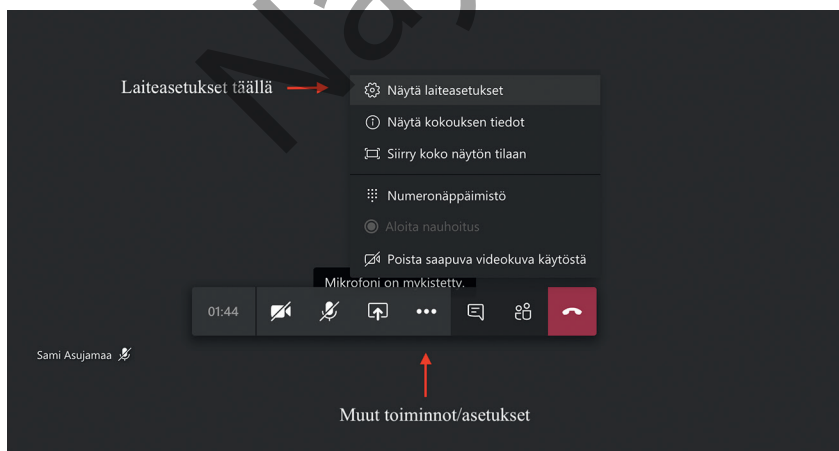 Näy
Laiteasetukset täällä
Näytä laiteasetukset
Näytä kokouksen tiedot
Siirry koko näytön tilaan
Numeronäppäimistö
Aloita nauhoitus
Poista saapuva videokuva käytöstä
Mikrofoni on mykistetty.
01:44
Sami Asujamaa
Muut toiminnot/asetukset